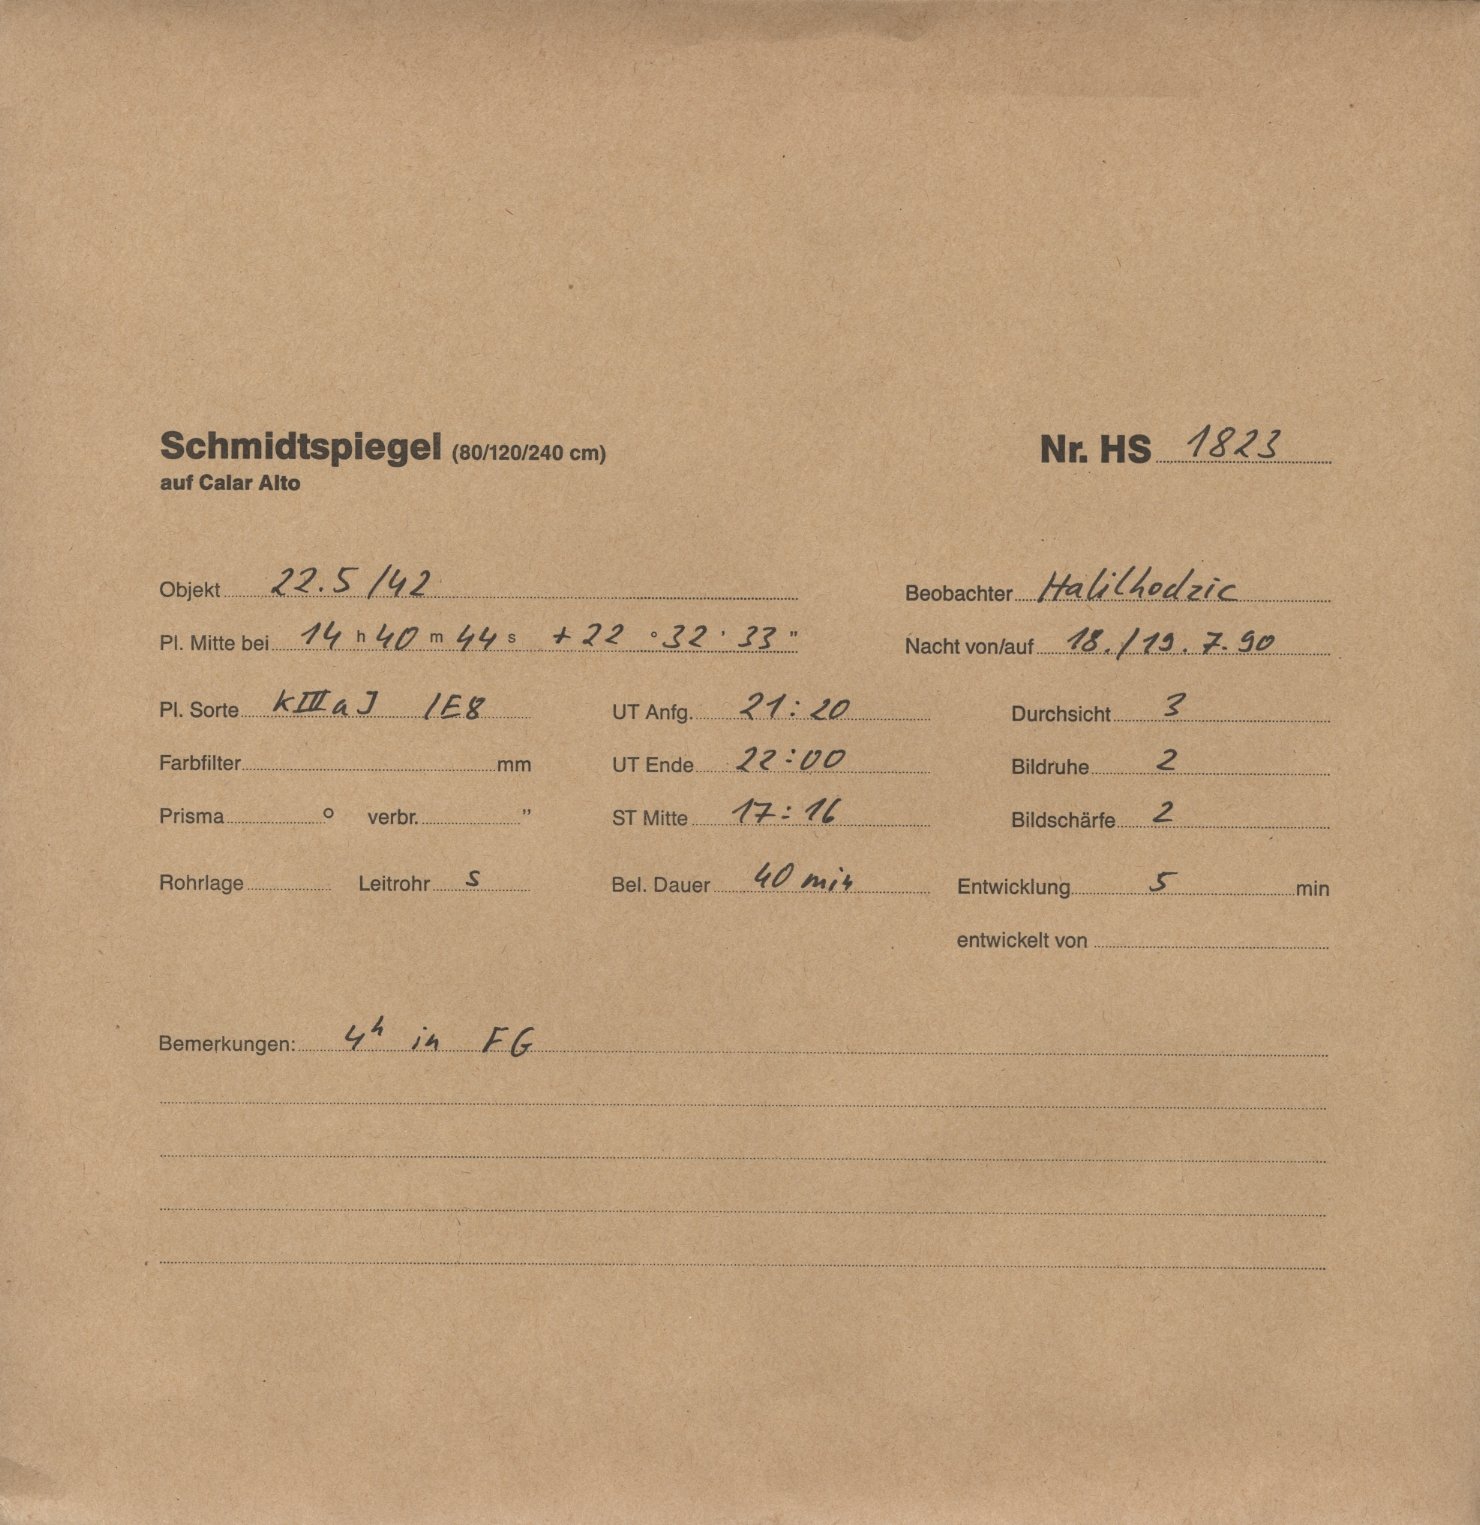 Schmidtspiegel (80/120/240 cm) Nr. HS 1823
auf Calar Alto
Objekt 22.5/42 Beobachter Halilhodzic
Pl. Mitte bei 14 h 40 m 44 s +22 ° 32 ' 33 " Nacht von/auf 18./19.7.90
Pl. Sorte KIIIaJ /E8 UT Anfg. 21:20 Durchsicht 3
Farbfilter mm UT Ende 22:00 Bildruhe 2
Prisma ° verbr. " ST Mitte 17:16 Bildschärfe 2
Rohrlage Leitrohr S Bel. Dauer 40 min Entwicklung 5 min
entwickelt von
Bemerkungen: 4h in FG